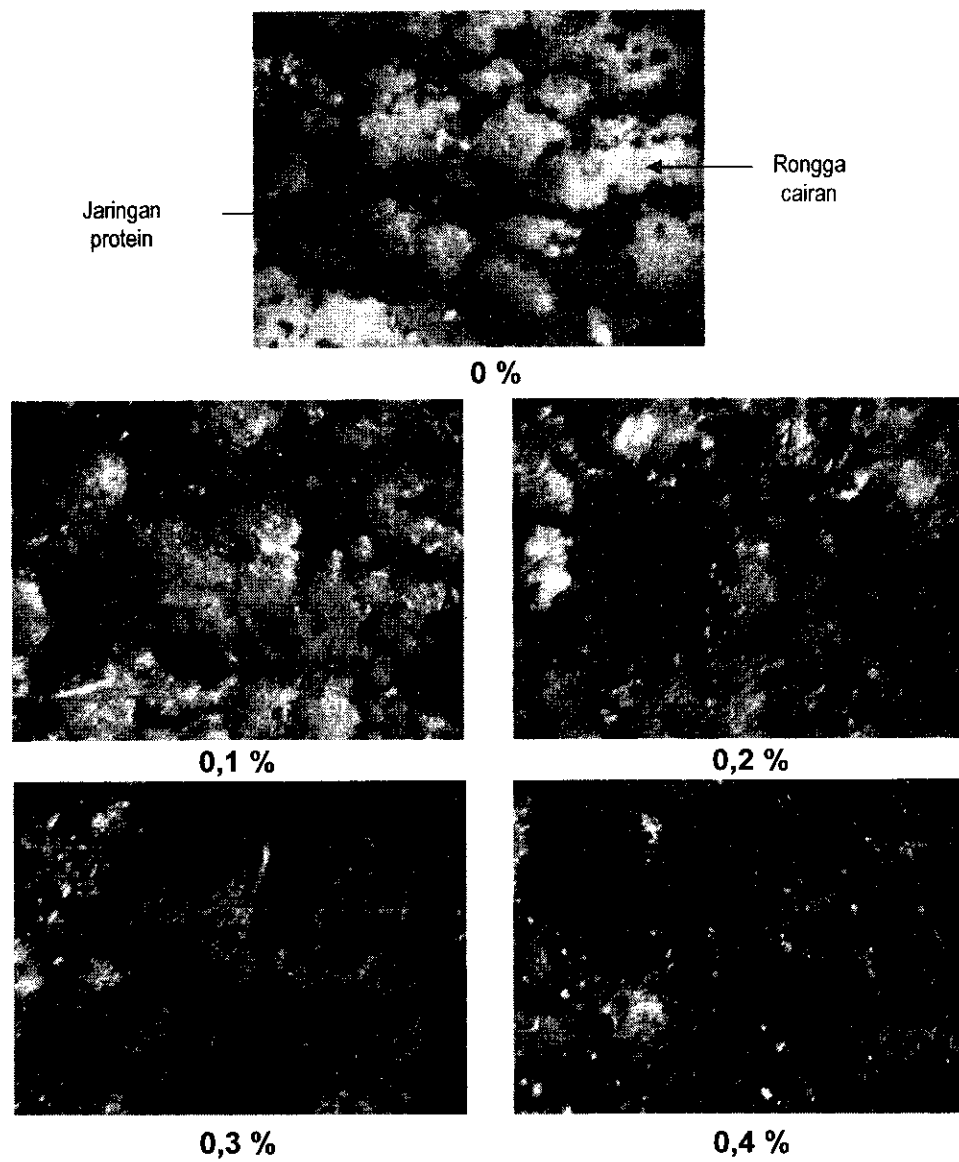 Rongga
cairan
Jaringan
protein
0 %
0,1 %
0,2 %
0,3 %
0,4 %